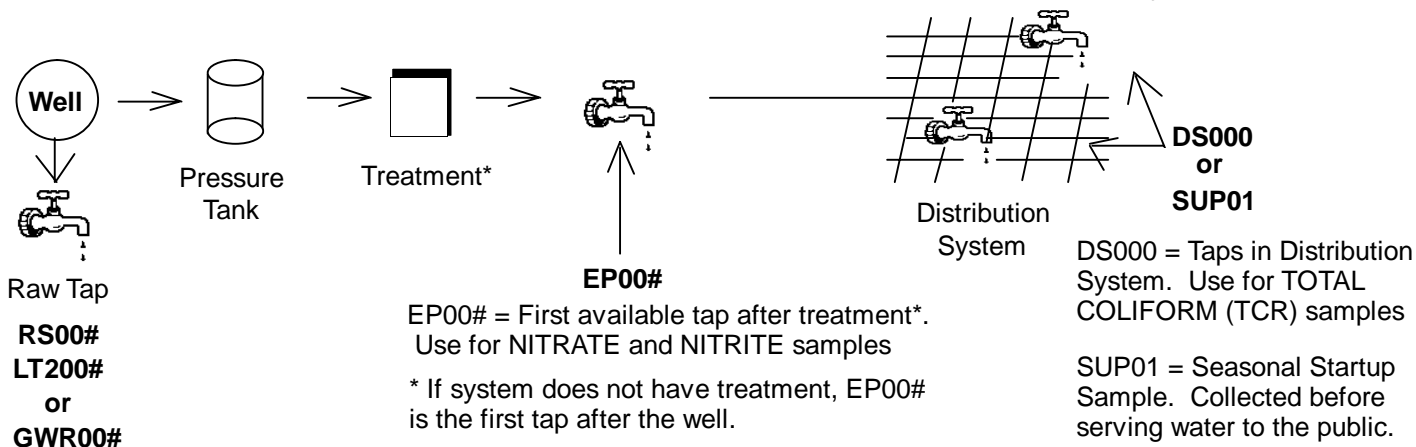 Well
Pressure
Tank
Treatment*
Raw Tap
RS00#
LT200#
or
GWR00#
EP00#
EP00# = First available tap after treatment*.
Use for NITRATE and NITRITE samples
* If system does not have treatment, EP00#
is the first tap after the well.
Distribution
System
DS000
or
SUP01
DS000 = Taps in Distribution
System.  Use for TOTAL
COLIFORM (TCR) samples
SUP01 = Seasonal Startup
Sample.  Collected before
serving water to the public.